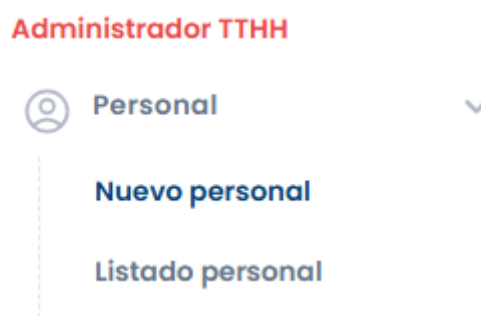 Administrador TTHH
Personal
Nuevo personal
Listado personal